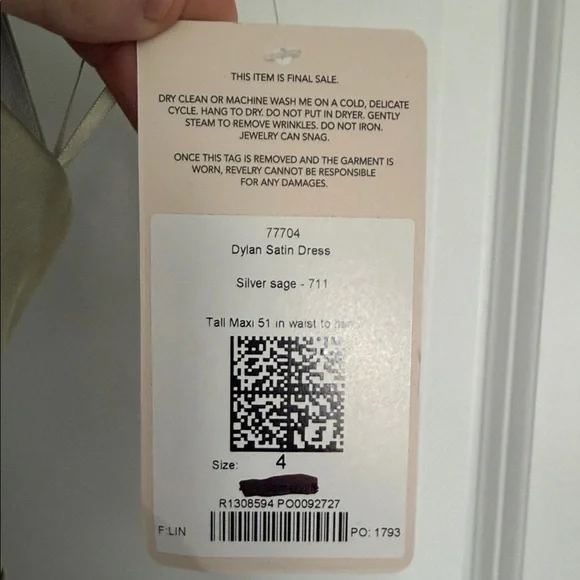 THIS ITEM IS FINAL SALE.
DRY CLEAN OR MACHINE WASH ME ON A COLD, DELICATE
CYCLE. HANG TO DRY. DO NOT PUT IN DRYER. GENTLY
STEAM TO REMOVE WRINKLES. DO NOT IRON.
JEWELRY CAN SNAG.
ONCE THIS TAG IS REMOVED AND THE GARMENT IS
WORN, REVELRY CANNOT BE RESPONSIBLE
FOR ANY DAMAGES.
77704
Dylan Satin Dress
Silver sage - 711
Tall Maxi 51 in waist to
Size: 4
R1308594 PO0092727
F:LIN PO: 1793